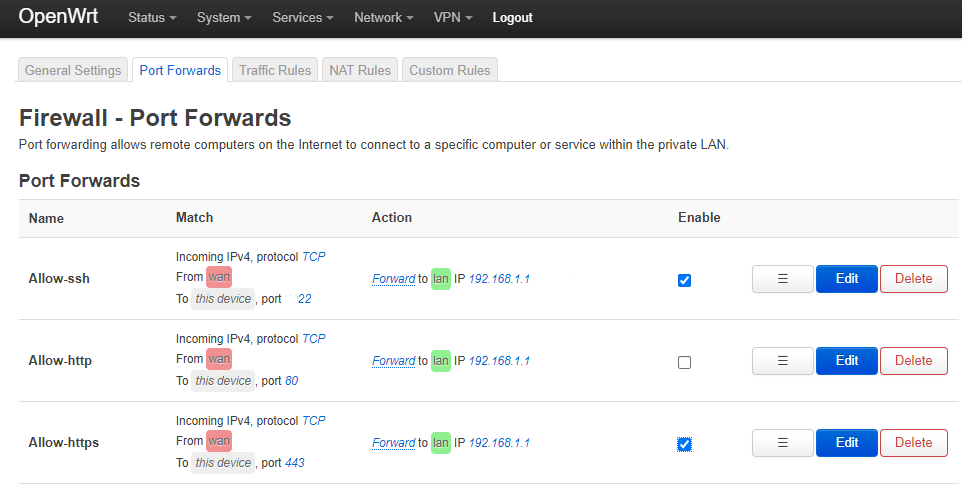 OpenWrt Status System Services Network VPN Logout
General Settings Port Forwards Traffic Rules NAT Rules Custom Rules
Firewall - Port Forwards
Port forwarding allows remote computers on the Internet to connect to a specific computer or service within the private LAN.
Port Forwards
Name Match Action Enable
Incoming IPv4, protocol TCP
Allow-ssh From wan Forward to lan IP 192.168.1.1 ☰ Edit Delete
To this device, port 22
Incoming IPv4, protocol TCP
Allow-http From wan Forward to lan IP 192.168.1.1 ☰ Edit Delete
To this device, port 80
Incoming IPv4, protocol TCP
Allow-https From wan Forward to lan IP 192.168.1.1 ☰ Edit Delete
To this device, port 443